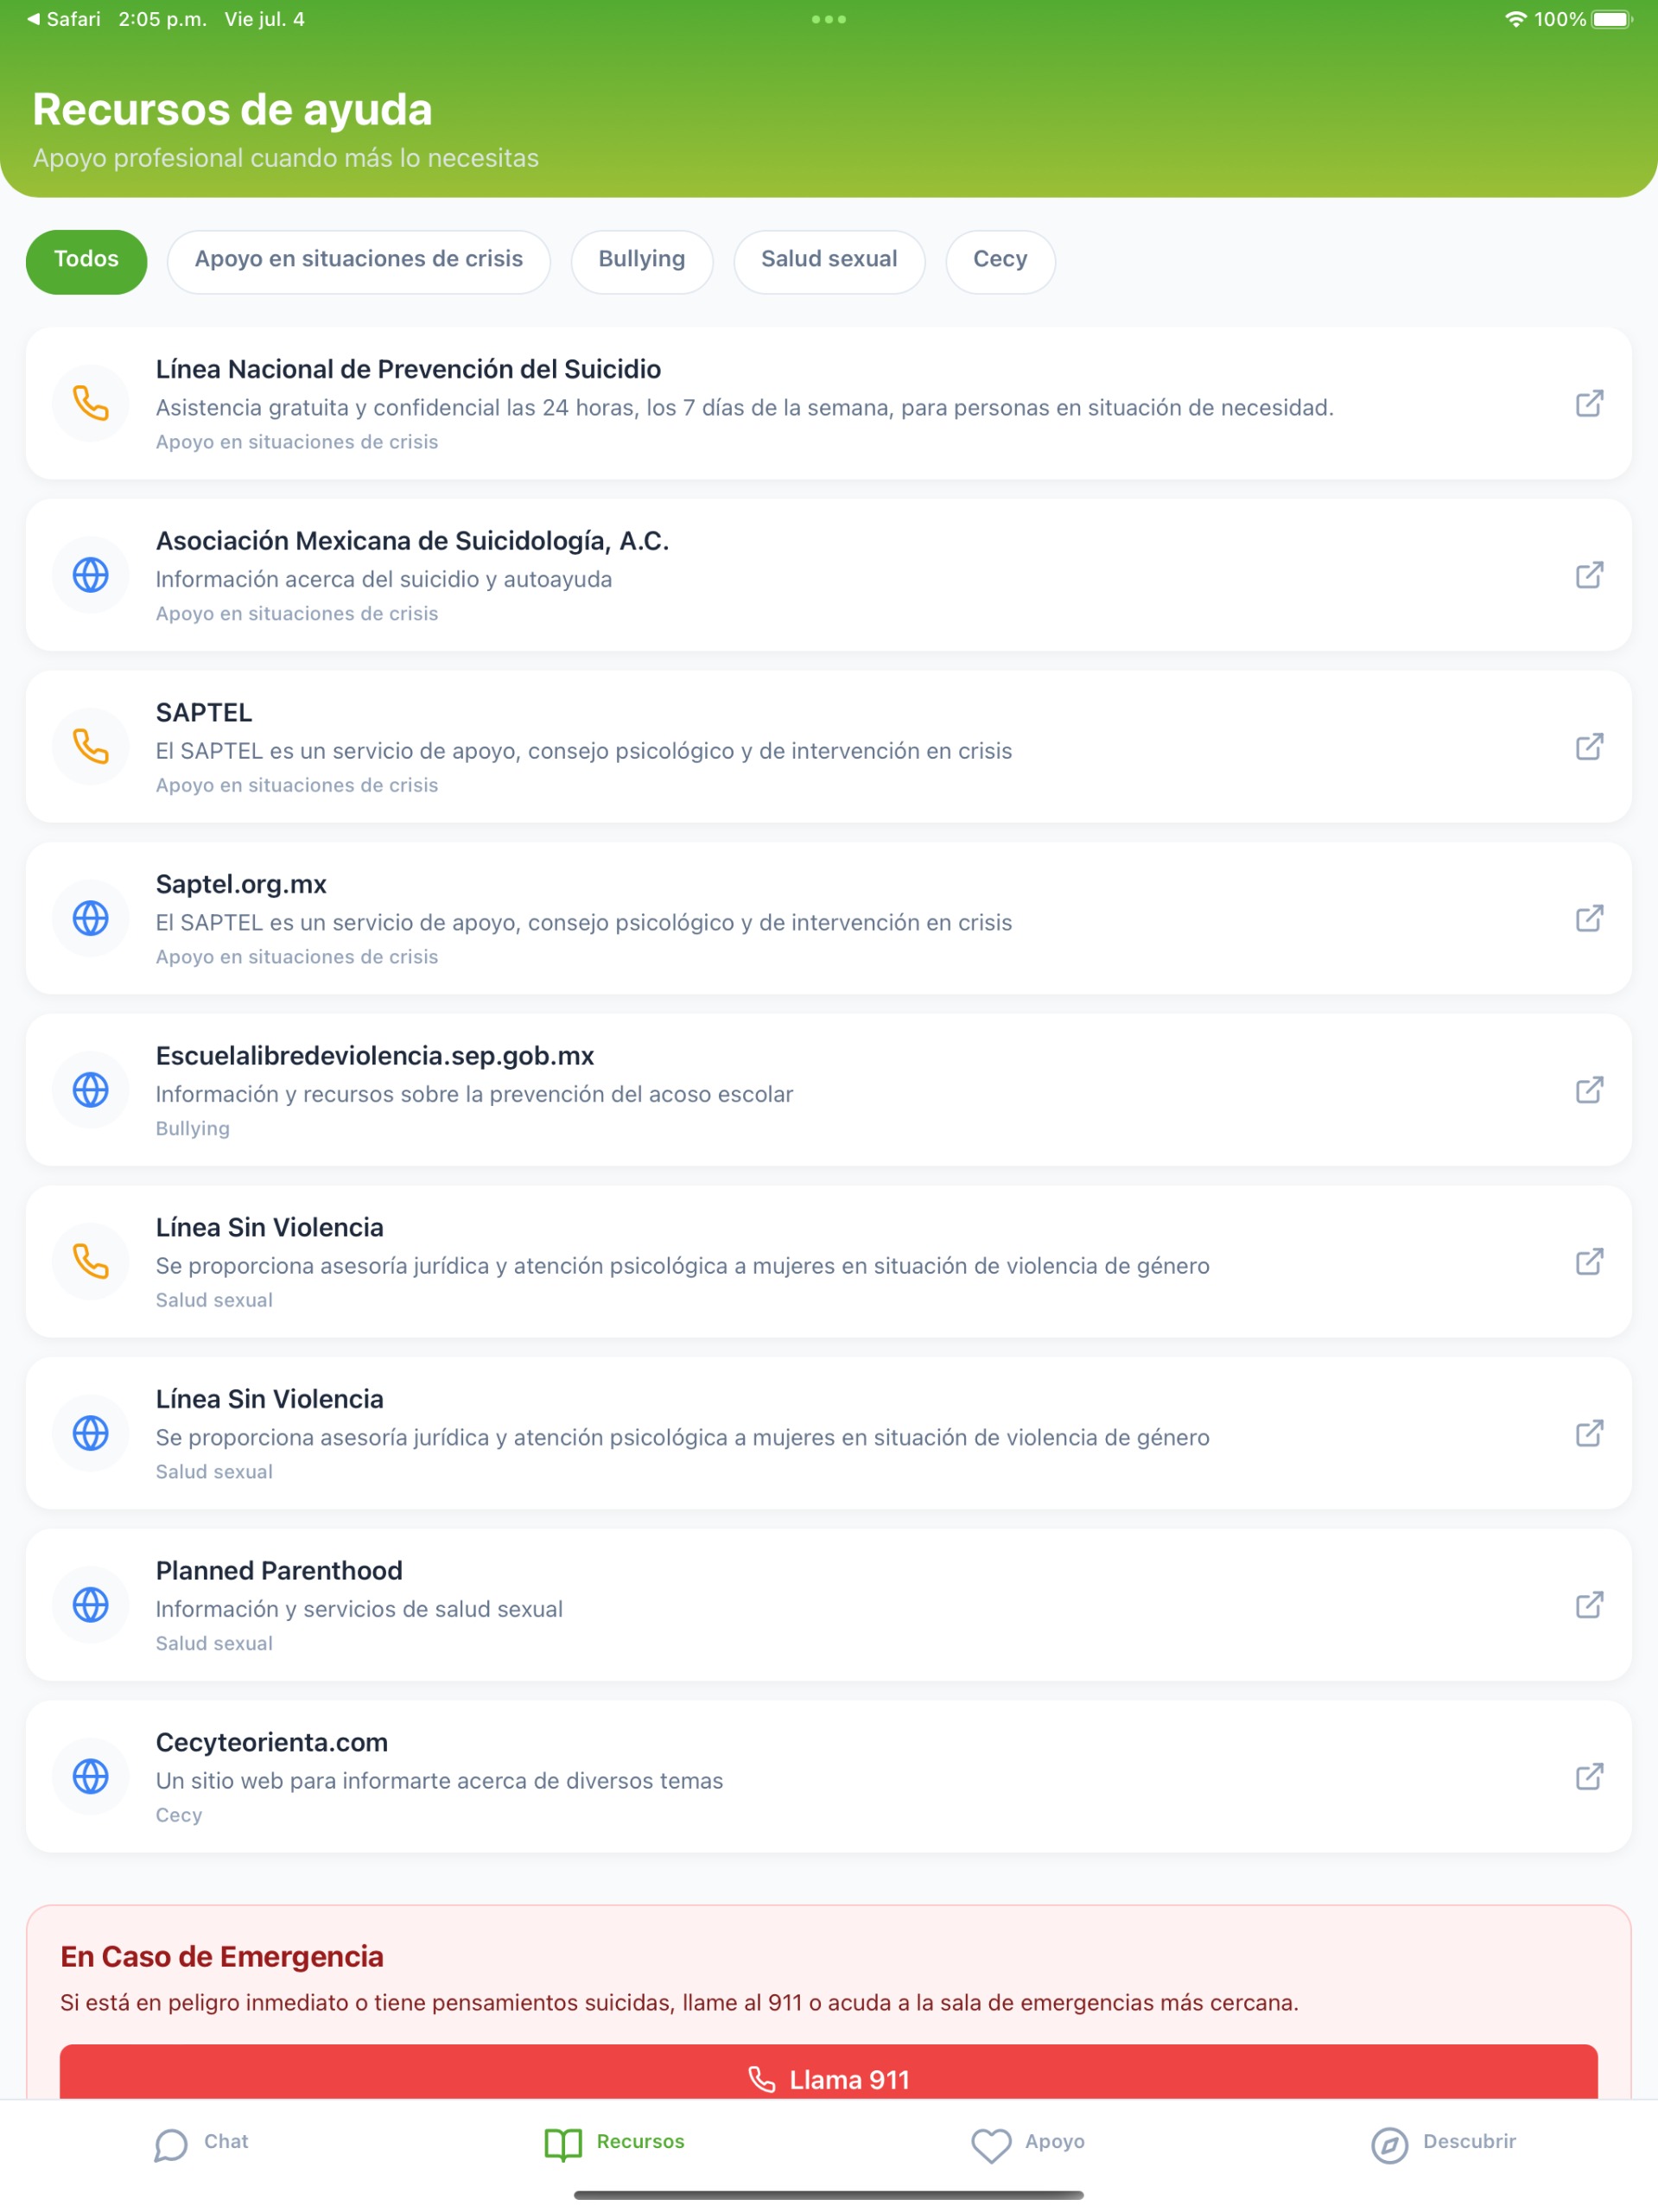 Safari 2:05 p.m. Vie jul. 4 100%
Recursos de ayuda
Apoyo profesional cuando más lo necesitas
Todos Apoyo en situaciones de crisis Bullying Salud sexual Cecy
Línea Nacional de Prevención del Suicidio
Asistencia gratuita y confidencial las 24 horas, los 7 días de la semana, para personas en situación de necesidad.
Apoyo en situaciones de crisis
Asociación Mexicana de Suicidología, A.C.
Información acerca del suicidio y autoayuda
Apoyo en situaciones de crisis
SAPTEL
El SAPTEL es un servicio de apoyo, consejo psicológico y de intervención en crisis
Apoyo en situaciones de crisis
Saptel.org.mx
El SAPTEL es un servicio de apoyo, consejo psicológico y de intervención en crisis
Apoyo en situaciones de crisis
Escuelalibredeviolencia.sep.gob.mx
Información y recursos sobre la prevención del acoso escolar
Bullying
Línea Sin Violencia
Se proporciona asesoría jurídica y atención psicológica a mujeres en situación de violencia de género
Salud sexual
Línea Sin Violencia
Se proporciona asesoría jurídica y atención psicológica a mujeres en situación de violencia de género
Salud sexual
Planned Parenthood
Información y servicios de salud sexual
Salud sexual
Cecyteorienta.com
Un sitio web para informarte acerca de diversos temas
Cecy
En Caso de Emergencia
Si está en peligro inmediato o tiene pensamientos suicidas, llame al 911 o acuda a la sala de emergencias más cercana.
Llama 911
Chat Recursos Apoyo Descubrir